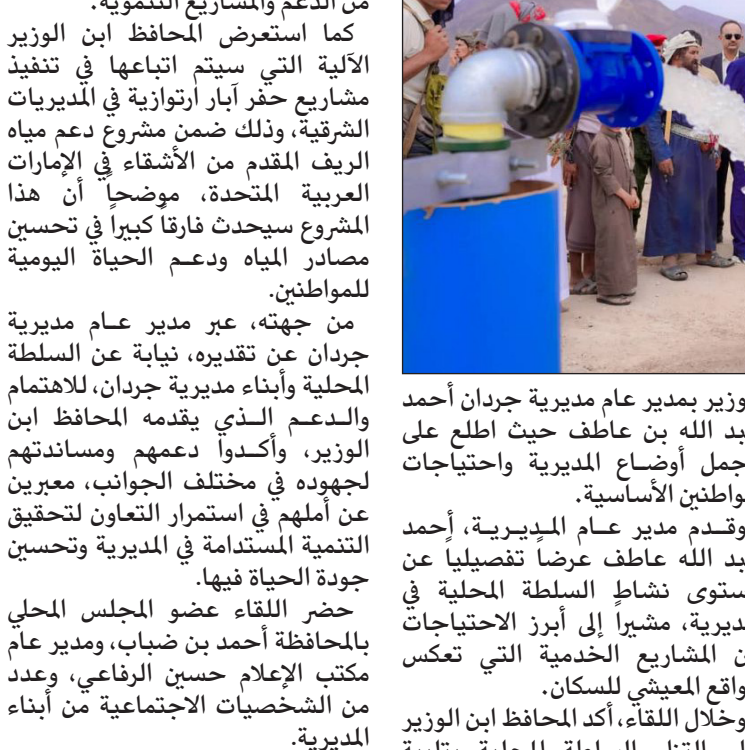 وزير بمدير عام مديرية جردان أحمد
بد الله بن عاطف حيث اطلع على
جمل أوضاع المديرية واحتياجات
واطنين الأساسية.
وقدم مدير عام المديرية، أحمد
بد الله عاطف عرضاً تفصيلياً عن
ستوى نشاط السلطة المحلية في
ديرية، مشيراً إلى أبرز الاحتياجات
ن المشاريع الخدمية التي تعكس
واقع المعيشي للسكان.
وخلال اللقاء، أكد المحافظ ابن الوزير
من الدعم والمشاريع التنموية.
كما استعرض المحافظ ابن الوزير
الآلية التي سيتم اتباعها في تنفيذ
مشاريع حفر آبار ارتوازية في المديريات
الشرقية، وذلك ضمن مشروع دعم مياه
الريف المقدم من الأشقاء في الإمارات
العربية المتحدة، موضحاً أن هذا
المشروع سيحدث فارقاً كبيراً في تحسين
مصادر المياه ودعم الحياة اليومية
للمواطنين.
من جهته، عبر مدير عام مديرية
جردان عن تقديره، نيابة عن السلطة
المحلية وأبناء مديرية جردان، للاهتمام
والدعم الذي يقدمه المحافظ ابن
الوزير، وأكدوا دعمهم ومساندتهم
لجهوده في مختلف الجوانب، معبرين
عن أملهم في استمرار التعاون لتحقيق
التنمية المستدامة في المديرية وتحسين
جودة الحياة فيها.
حضر اللقاء عضو المجلس المحلي
بالمحافظة أحمد بن ضباب، ومدير عام
مكتب الإعلام حسين الرفاعي، وعدد
من الشخصيات الاجتماعية من أبناء
المديرية.